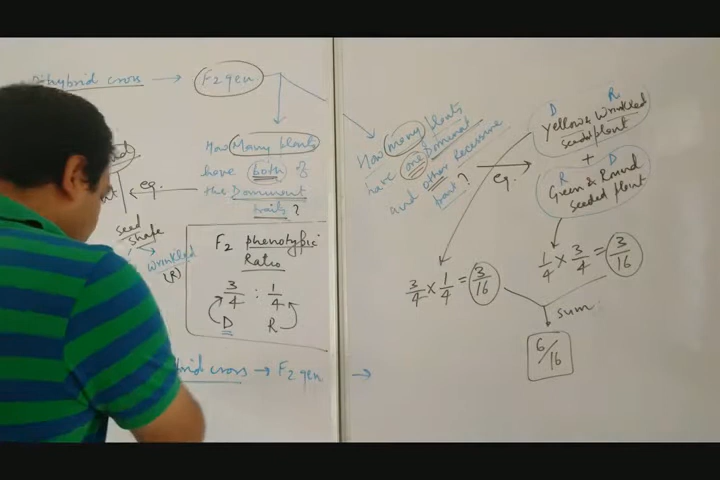 Dihybrid cross → F2 gen
How Many plants
have both of
the Dominant
traits?
eq.
seed
shape
wrinkled
(R)
F2 phenotypic
Ratio
3/4 : 1/4
D R
brid cross → F2 gen →
How many plants
have one Dominant
and other Recessive
trait?
eq.
D R
Yellow & Wrinkled
seeded plant
+
R D
Green & Round
seeded plant
3/4 × 1/4 = 3/16
1/4 × 3/4 = 3/16
sum
6/16